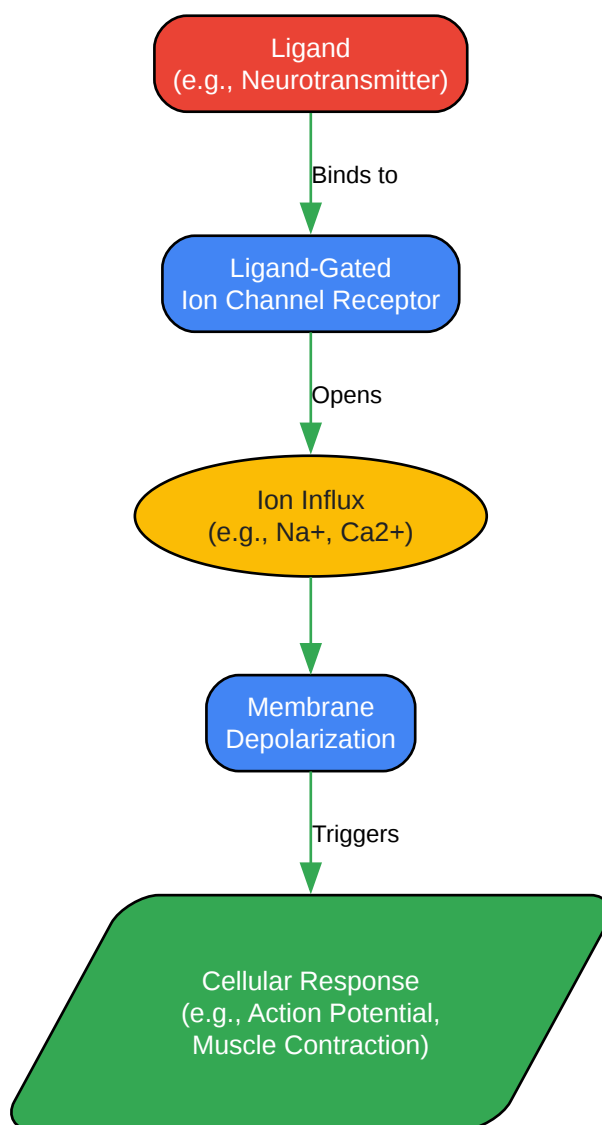 Ligand
(e.g., Neurotransmitter)
Binds to
Ligand-Gated
Ion Channel Receptor
Opens
Ion Influx
(e.g., Na+, Ca2+)
Membrane
Depolarization
Triggers
Cellular Response
(e.g., Action Potential,
Muscle Contraction)